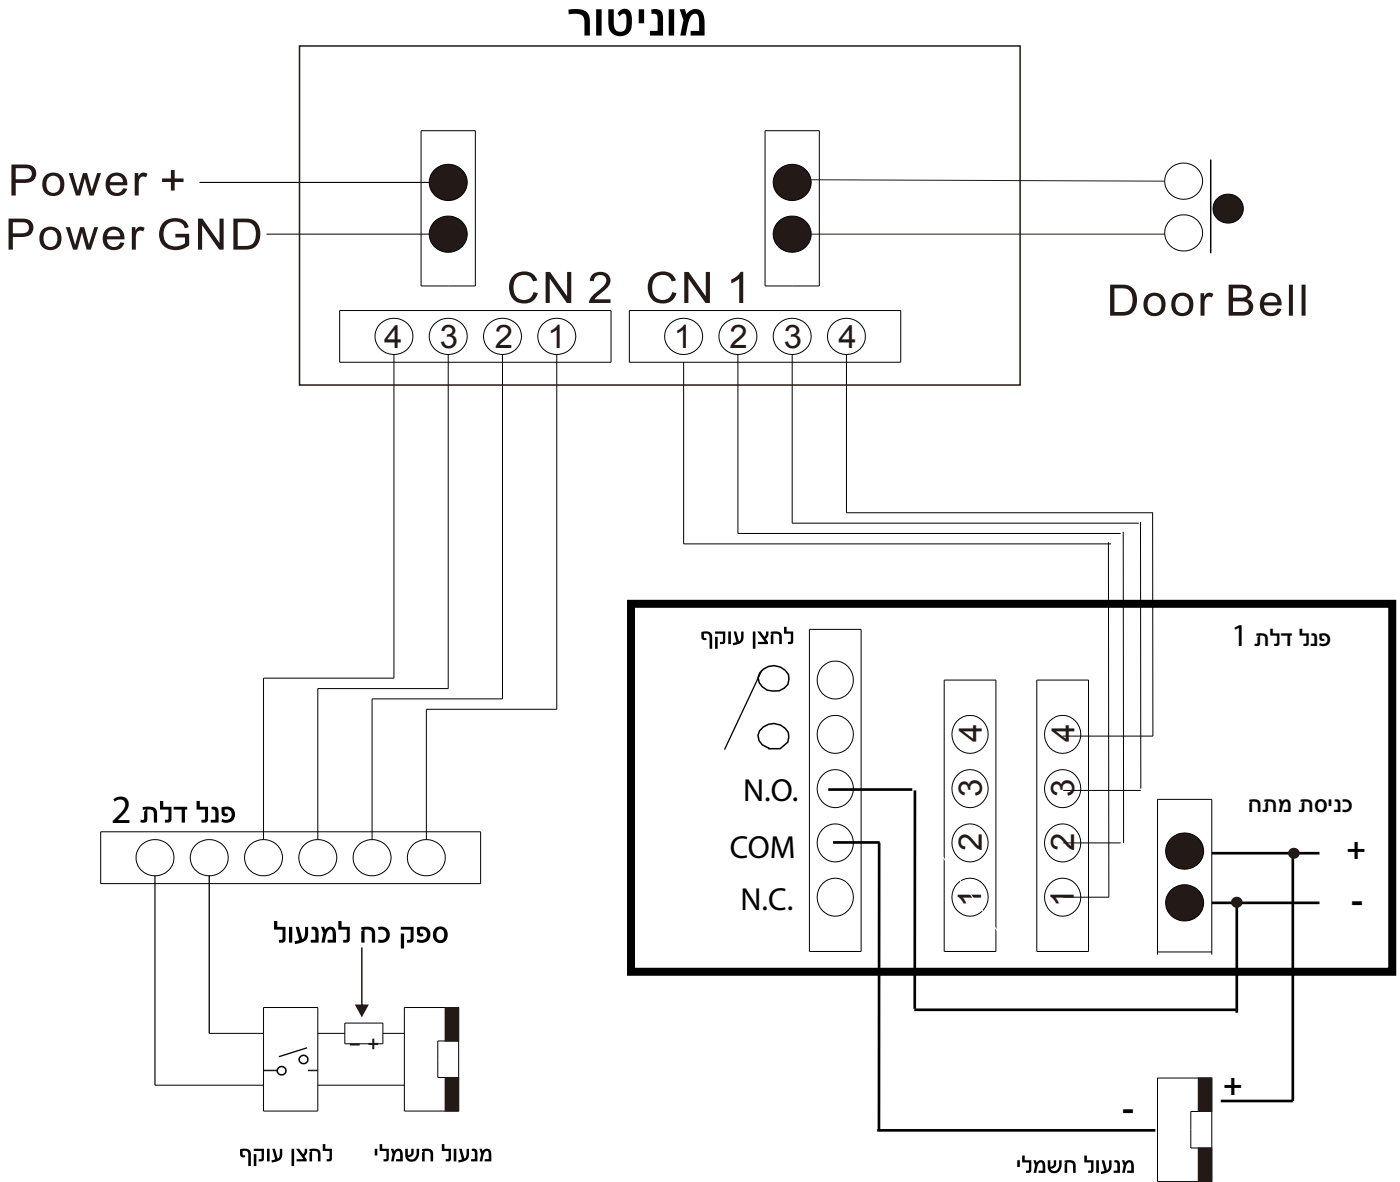 מוניטור
Power +
Power GND
CN 2
CN 1
Door Bell
4 3 2 1
1 2 3 4
לחצן עוקף
פנל דלת 1
N.O.
COM
N.C.
4
3
2
1
4
3
2
1
כניסת מתח
+
-
פנל דלת 2
ספק כח למנעול
- +
לחצן עוקף
מנעול חשמלי
+
-
מנעול חשמלי